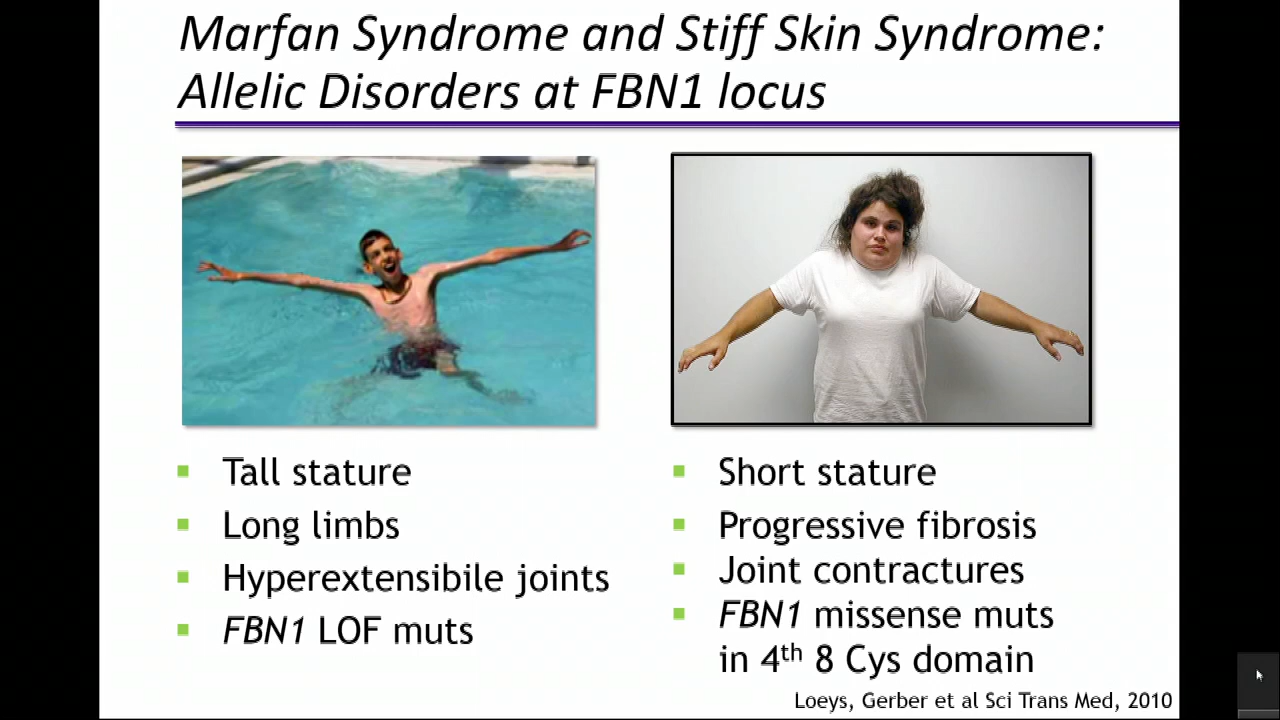 Marfan Syndrome and Stiff Skin Syndrome:
Allelic Disorders at FBN1 locus
Tall stature
Long limbs
Hyperextensibile joints
FBN1 LOF muts
Short stature
Progressive fibrosis
Joint contractures
FBN1 missense muts
in 4th 8 Cys domain
Loeys, Gerber et al Sci Trans Med, 2010